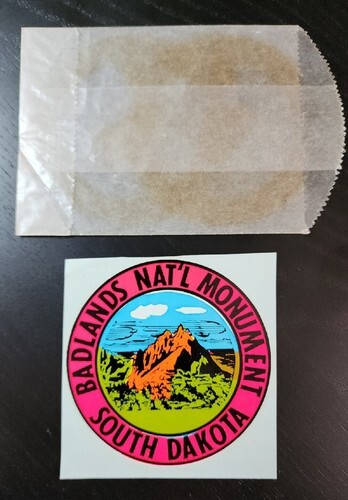 BADLANDS NAT'L MONUMENT
SOUTH DAKOTA